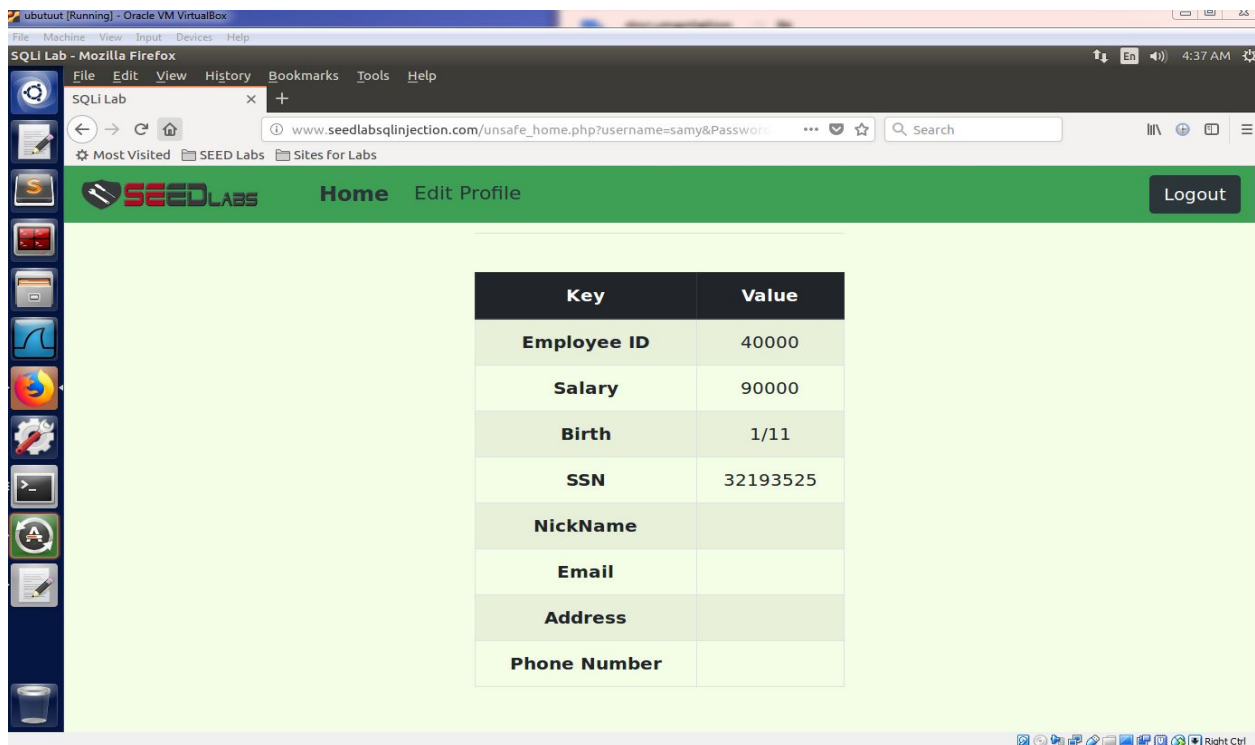 ubutuut [Running] - Oracle VM VirtualBox
File Machine View Input Devices Help
SQLi Lab - Mozilla Firefox
En 4:37 AM
File Edit View History Bookmarks Tools Help
SQLi Lab
www.seedlabsqlinjection.com/unsafe_home.php?username=samy&Passwor
Search
Most Visited SEED Labs Sites for Labs
SEEDLABS Home Edit Profile Logout
Key Value
Employee ID 40000
Salary 90000
Birth 1/11
SSN 32193525
NickName
Email
Address
Phone Number
Right Ctrl